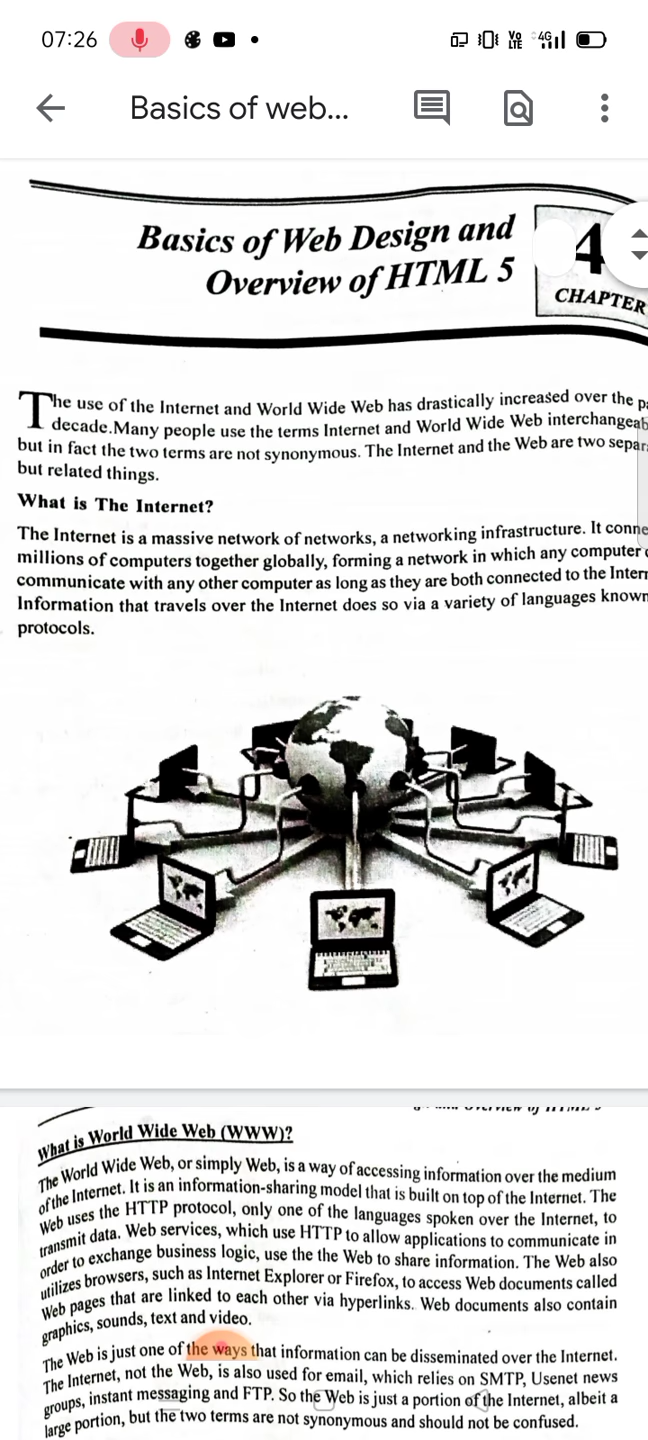 07:26
VO LTE 4G
Basics of web...
Basics of Web Design and
Overview of HTML 5
4
CHAPTER
The use of the Internet and World Wide Web has drastically increased over the
decade.Many people use the terms Internet and World Wide Web
but in fact the two terms are not synonymous. The Internet and the Web are two
but related things.
What is The Internet?
The Internet is a massive network of networks, a networking infrastructure. It
millions of computers together globally, forming a network in which any computer
communicate with any other computer as long as they are both connected to the
Information that travels over the Internet does so via a variety of languages known
protocols.
What is World Wide Web (WWW)?
The World Wide Web, or simply Web, is a way of accessing information over the medium
of the Internet. It is an information-sharing model that is built on top of the Internet. The
Web uses the HTTP protocol, only one of the languages spoken over the Internet, to
transmit data. Web services, which use HTTP to allow applications to communicate in
order to exchange business logic, use the the Web to share information. The Web also
utilizes browsers, such as Internet Explorer or Firefox, to access Web documents called
Web pages that are linked to each other via hyperlinks. Web documents also contain
graphics, sounds, text and video.
The Web is just one of the ways that information can be disseminated over the Internet.
The Internet, not the Web, is also used for email, which relies on SMTP, Usenet news
groups, instant messaging and FTP. So the Web is just a portion of the Internet, albeit a
large portion, but the two terms are not synonymous and should not be confused.